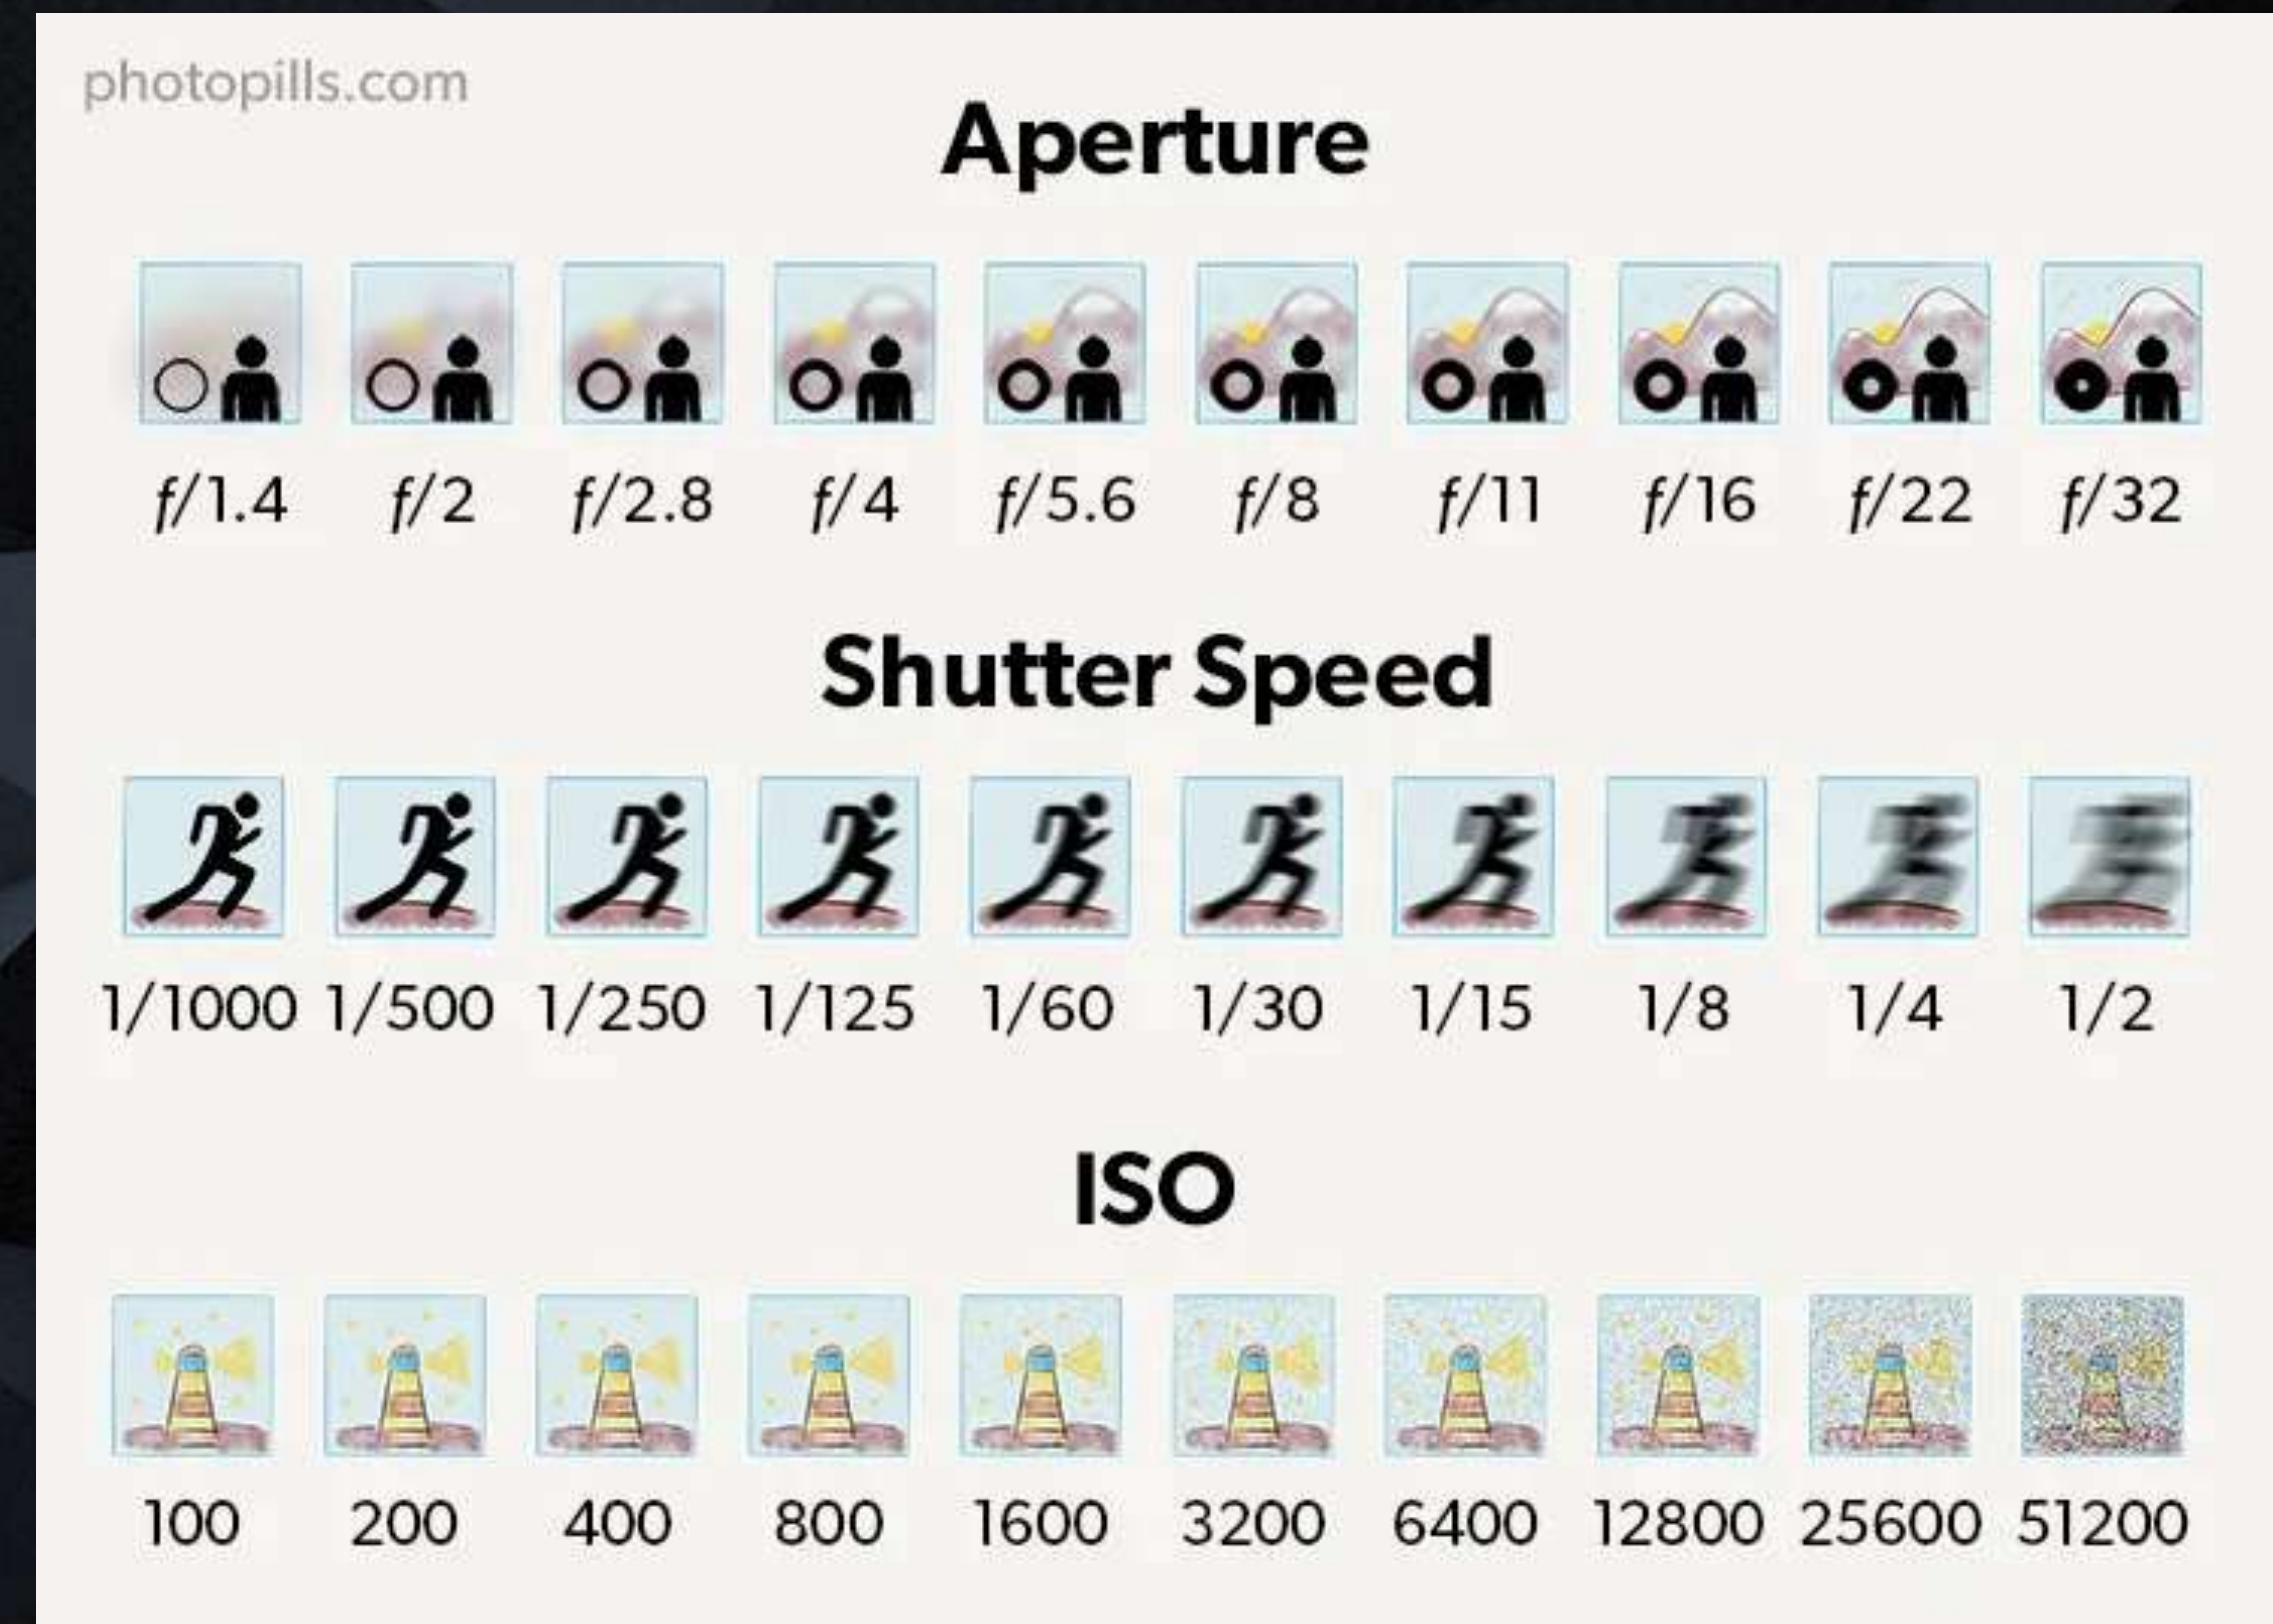 photopills.com
Aperture
f/1.4 f/2 f/2.8 f/4 f/5.6 f/8 f/11 f/16 f/22 f/32
Shutter Speed
1/1000 1/500 1/250 1/125 1/60 1/30 1/15 1/8 1/4 1/2
ISO
100 200 400 800 1600 3200 6400 12800 25600 51200